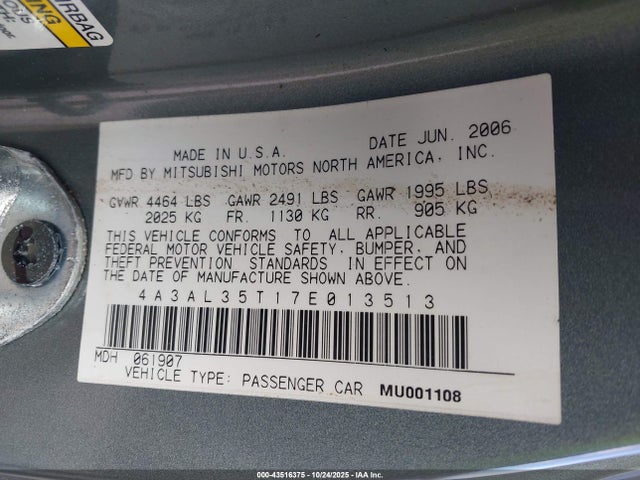 AIRBAG
MADE IN U.S.A. DATE JUN. 2006
MFD BY MITSUBISHI MOTORS NORTH AMERICA, INC.
GVWR 4464 LBS GAWR 2491 LBS GAWR 1995 LBS
2025 KG FR. 1130 KG RR. 905 KG
THIS VEHICLE CONFORMS TO ALL APPLICABLE
FEDERAL MOTOR VEHICLE SAFETY, BUMPER, AND
THEFT PREVENTION STANDARDS IN EFFECT ON
THE DATE OF MANUFACTURE SHOWN ABOVE.
4A3AL35T17E013513
MDH 061907
VEHICLE TYPE: PASSENGER CAR MU001108
000-43516375 - 10/24/2025 - IAA Inc.